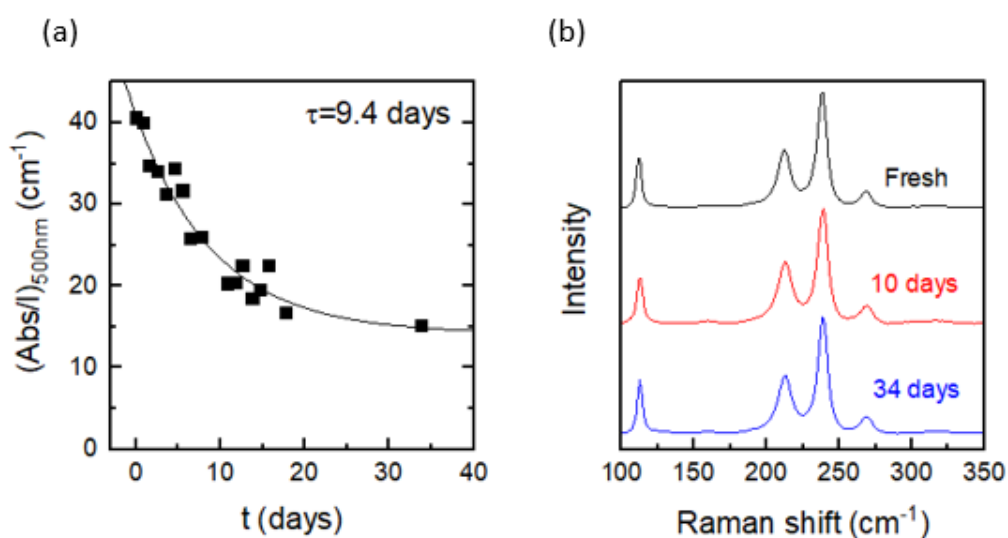 (a)
(b)
τ=9.4 days
(Abs/l)500nm (cm-1)
40
30
20
10
0
0 10 20 30 40
t (days)
Fresh
10 days
34 days
Intensity
100 150 200 250 300 350
Raman shift (cm-1)